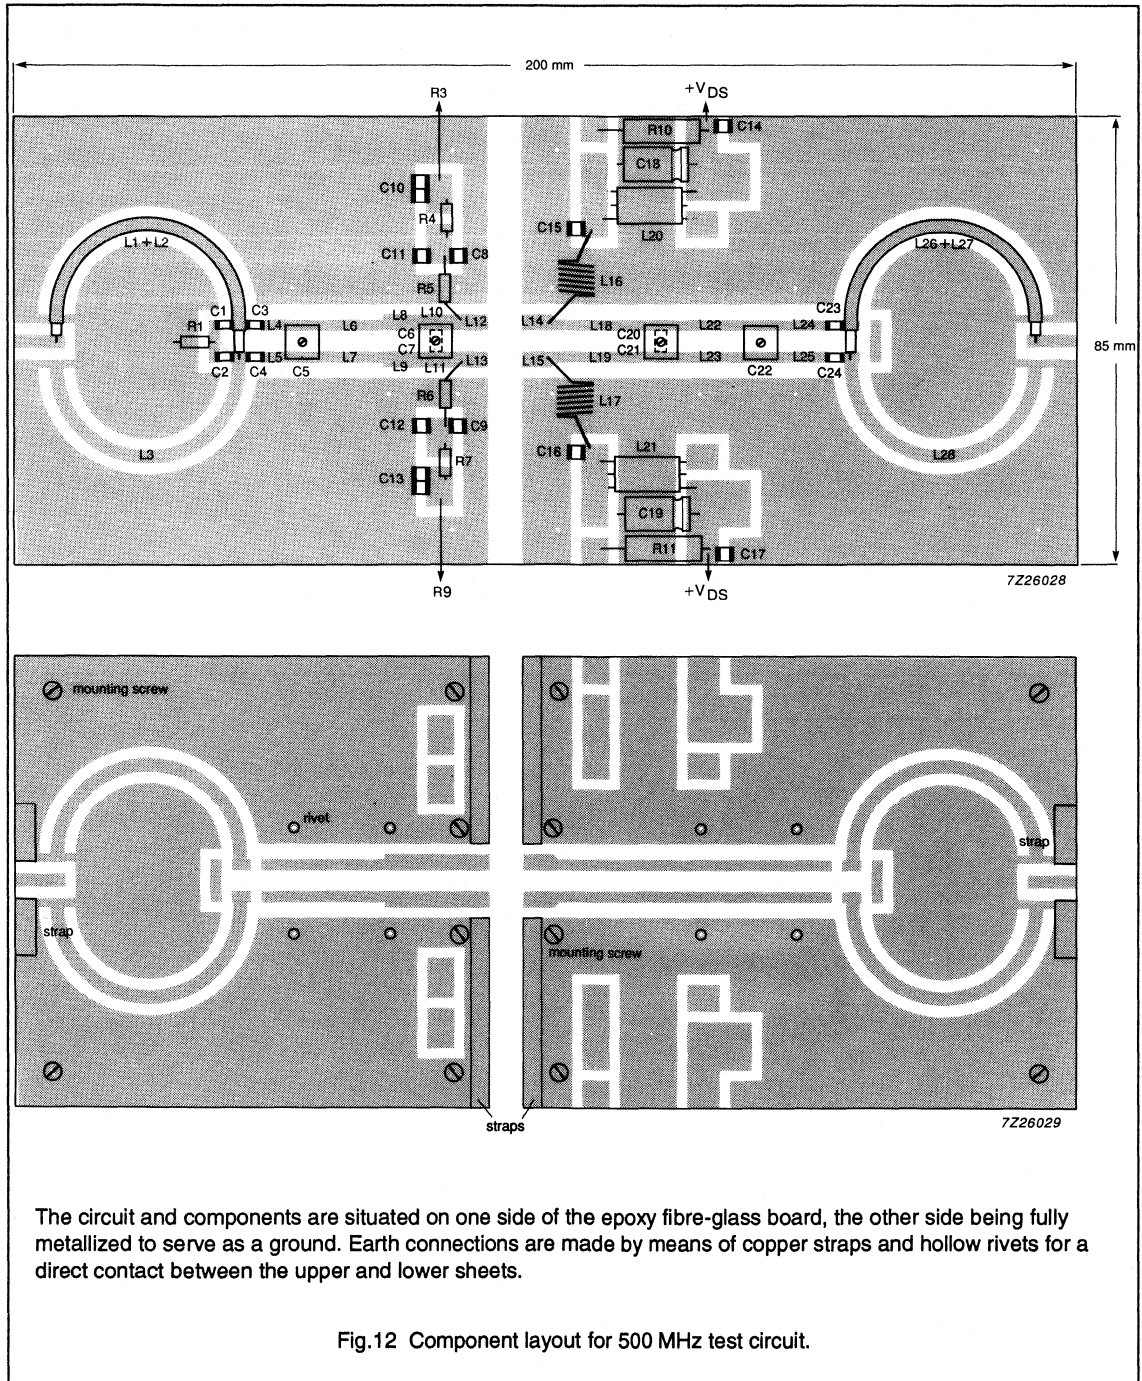 200 mm
R3
+VDS
R10
C14
C18
C10
R4
C15
L20
L1+L2
L26+L27
C11
C8
R5
L16
C1
C3
L10
C23
R1
L4
L6
L8
L12
L14
L18
L22
L24
C6
C20
85 mm
C7
C21
L5
L7
L13
L15
L19
L23
L25
C2
C4
C5
L9
L11
C22
C24
R6
L17
C12
C9
L3
R7
C16
L21
L28
C13
C19
R11
C17
7Z26028
R9
+VDS
mounting screw
rivet
strap
strap
mounting screw
straps
7Z26029
The circuit and components are situated on one side of the epoxy fibre-glass board, the other side being fully
metallized to serve as a ground. Earth connections are made by means of copper straps and hollow rivets for a
direct contact between the upper and lower sheets.
Fig.12 Component layout for 500 MHz test circuit.